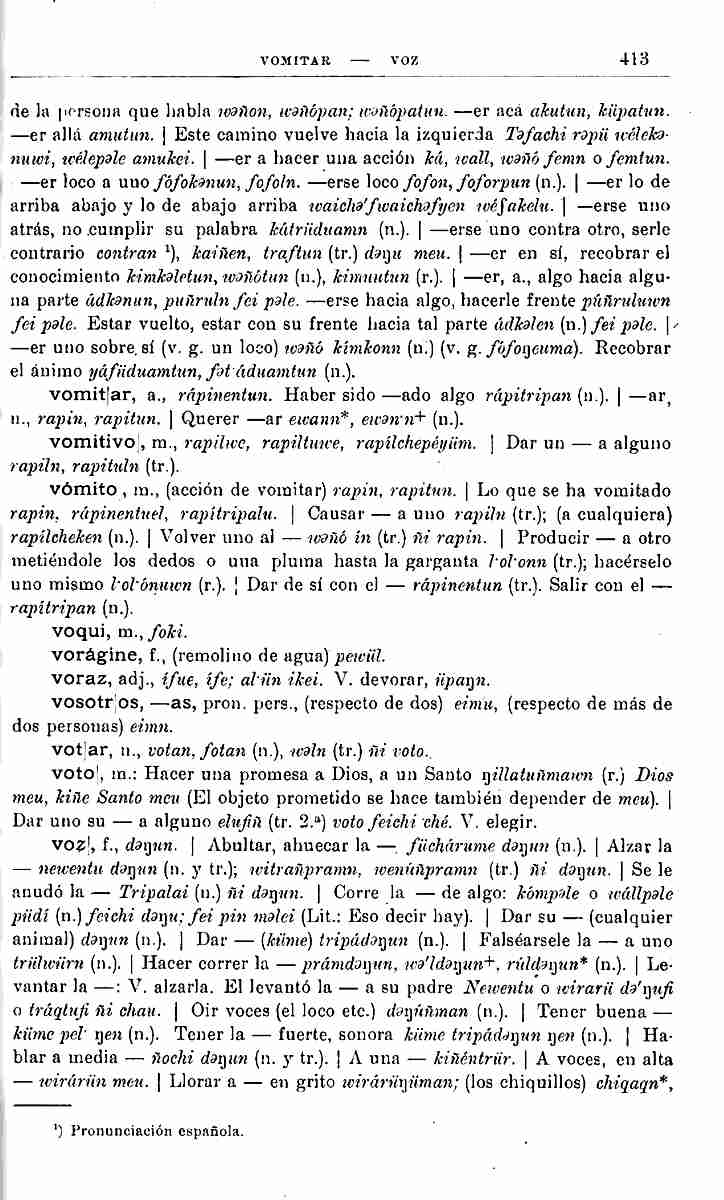 VOMITAR — VOZ 413
de la persona que habla wəñon, wəñópan; wəñópatun. —er acá akutun, küpatun.
—er allá amutun. | Este camino vuelve hacia la izquierda Təfachi rəpü wélekə-
nuwi, wélepəle amukei. | —er a hacer una acción ká, wall, wəñó femn o femtun.
—er loco a uno fófokənun, fofoln. —erse loco fofon, foforpun (n.). | —er lo de
arriba abajo y lo de abajo arriba waichə'fwaichəfyen wéfakelu. | —erse uno
atrás, no cumplir su palabra kátrüduamn (n.). | —erse uno contra otro, serle
contrario contran ¹), kaiñen, traftun (tr.) dəŋu meu. | —er en sí, recobrar el
conocimiento kimkəletun, wəñótun (n.), kimnutun (r.). | —er, a., algo hacia algu-
na parte ádkənun, puñruln fei pəle. —erse hacia algo, hacerle frente púñruluwn
fei pəle. Estar vuelto, estar con su frente hacia tal parte ádkəlen (n.) fei pəle. |
—er uno sobre sí (v. g. un loco) wəñó kímkonn (n.) (v. g. fófoŋeuma). Recobrar
el ánimo yáfüduamtun, fət·áduamtun (n.).
vomit|ar, a., rápinentun. Haber sido —ado algo rápitripan (n.). | —ar,
n., rapin, rapitun. | Querer —ar ewann*, ewən·n+ (n.).
vomitivo|, m., rapilwe, rapiltuwe, rapílchepéyüm. | Dar un — a alguno
rapiln, rapituln (tr.).
vómito , m., (acción de vomitar) rapin, rapitun. | Lo que se ha vomitado
rapin, rápinentuel, rapítripalu. | Causar — a uno rapiln (tr.); (a cualquiera)
rapílcheken (n.). | Volver uno al — wəñó in (tr.) ñi rapin. | Producir — a otro
metiéndole los dedos o una pluma hasta la garganta l·ol·onn (tr.); hacérselo
uno mismo l·ol·ónuwn (r.). | Dar de sí con el — rápinentun (tr.). Salir con el —
rapítripan (n.).
voqui, m., foki.
vorágine, f., (remolino de agua) pewül.
voraz, adj., ífue, ífe; al·ün ikei. V. devorar, üpaŋn.
vosotr|os, —as, pron. pers., (respecto de dos) eimu, (respecto de más de
dos personas) eimn.
vot|ar, n., votan, fotan (n.), wəln (tr.) ñi voto.
voto|, m.: Hacer una promesa a Dios, a un Santo ŋillatuñmawn (r.) Dios
meu, kiñe Santo meu (El objeto prometido se hace también depender de meu). |
Dar uno su — a alguno elufiñ (tr. 2.ª) voto feichi ché. V. elegir.
voz|, f., dəŋun. | Abultar, ahuecar la — füchárume dəŋun (n.). | Alzar la
— newentu dəŋun (n. y tr.); witrañpramn, wenúñpramn (tr.) ñi dəŋun. | Se le
anudó la — Tripalai (n.) ñi dəŋun. | Corre la — de algo: kómpəle o wállpəle
püdí (n.) feichi dəŋu; fei pin məlei (Lit.: Eso decir hay). | Dar su — (cualquier
animal) dəŋun (n.). | Dar — (küme) tripádəŋun (n.). | Falséarsele la — a uno
trülwürn (n.). | Hacer correr la — prámdəŋun, wə'ldəŋun+, rúldəŋun* (n.). | Le-
vantar la —: V. alzarla. El levantó la — a su padre Newentu o wirarü də'ŋufi
o tráqtufi ñi chau. | Oir voces (el loco etc.) dəŋúñman (n.). | Tener buena —
küme pel· ŋen (n.). Tener la — fuerte, sonora küme tripádəŋun ŋen (n.). | Ha-
blar a media — ñochi dəŋun (n. y tr.). | A una — kiñéntrür. | A voces, en alta
— wirárün meu. | Llorar a — en grito wirárüŋüman; (los chiquillos) chiqaqn*,
¹) Pronunciación española.